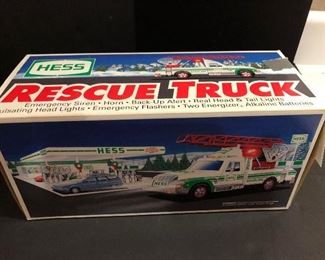 HESS
RESCUE TRUCK
Emergency Siren • Horn • Back-Up Alert • Real Head & Tail Lights
Pulsating Head Lights • Emergency Flashers • Two Energizer Alkaline Batteries
HESS